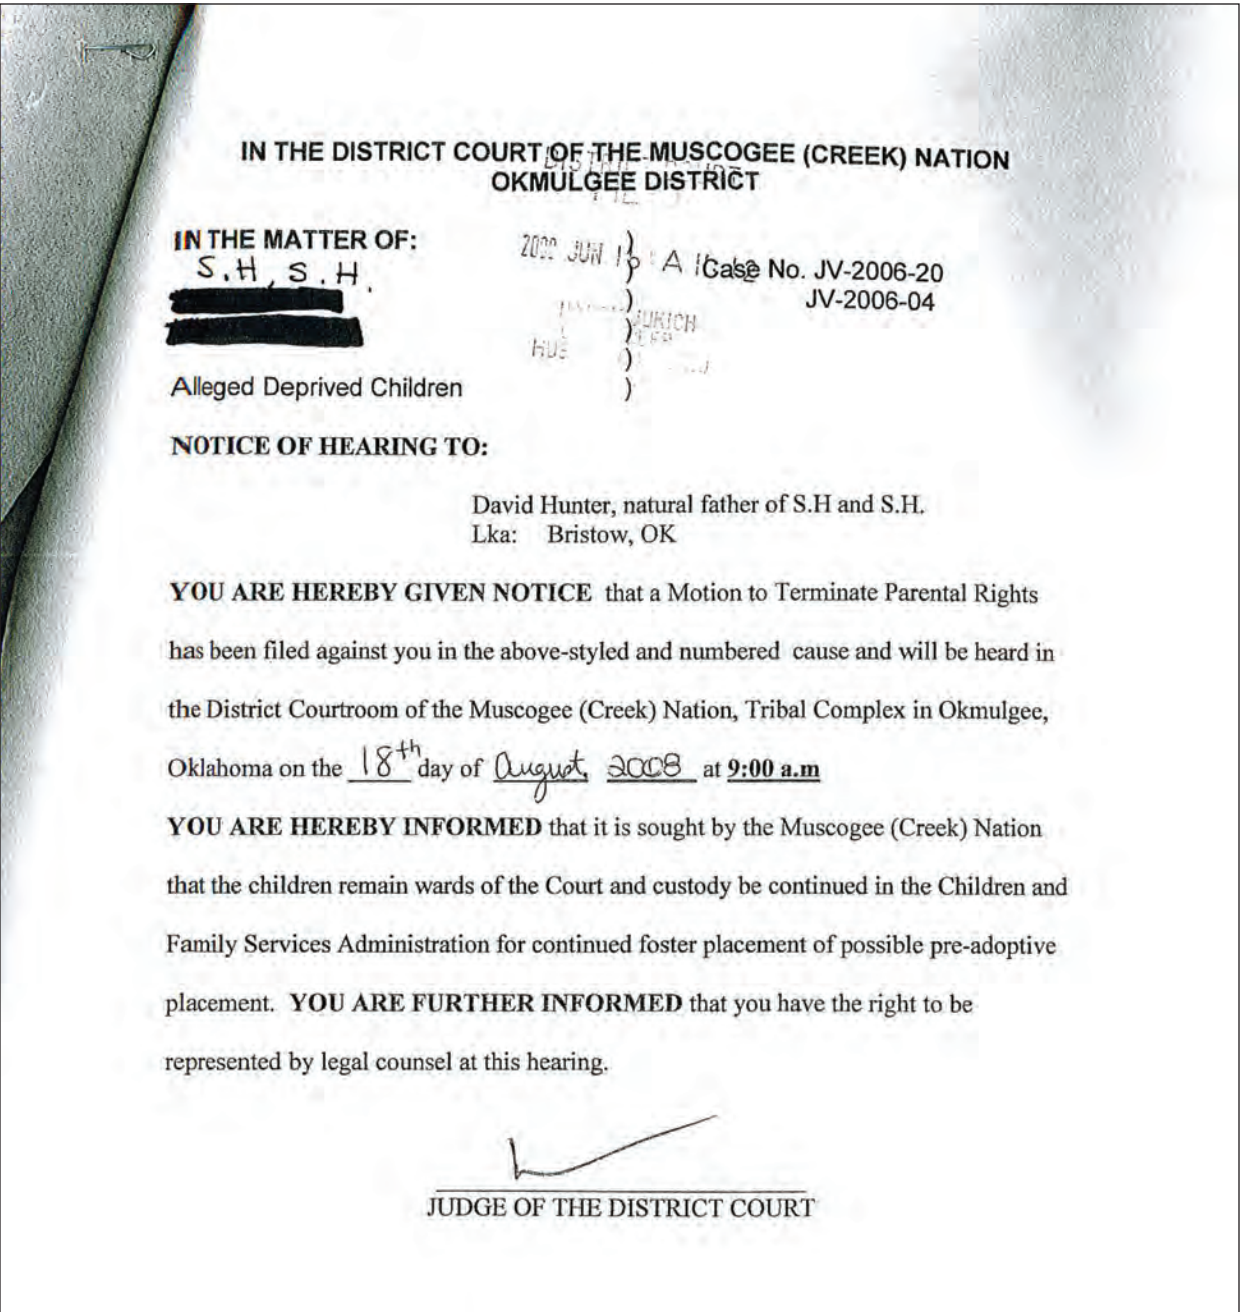 IN THE DISTRICT COURT OF THE MUSCOGEE (CREEK) NATION
OKMULGEE DISTRICT
IN THE MATTER OF:
S.H, S.H.
JUN
)
)
)
)
)
)
Case No. JV-2006-20
JV-2006-04
Alleged Deprived Children
NOTICE OF HEARING TO:
David Hunter, natural father of S.H and S.H.
Lka: Bristow, OK
YOU ARE HEREBY GIVEN NOTICE that a Motion to Terminate Parental Rights
has been filed against you in the above-styled and numbered cause and will be heard in
the District Courtroom of the Muscogee (Creek) Nation, Tribal Complex in Okmulgee,
Oklahoma on the 18th day of August, 2008 at 9:00 a.m
YOU ARE HEREBY INFORMED that it is sought by the Muscogee (Creek) Nation
that the children remain wards of the Court and custody be continued in the Children and
Family Services Administration for continued foster placement of possible pre-adoptive
placement. YOU ARE FURTHER INFORMED that you have the right to be
represented by legal counsel at this hearing.
JUDGE OF THE DISTRICT COURT